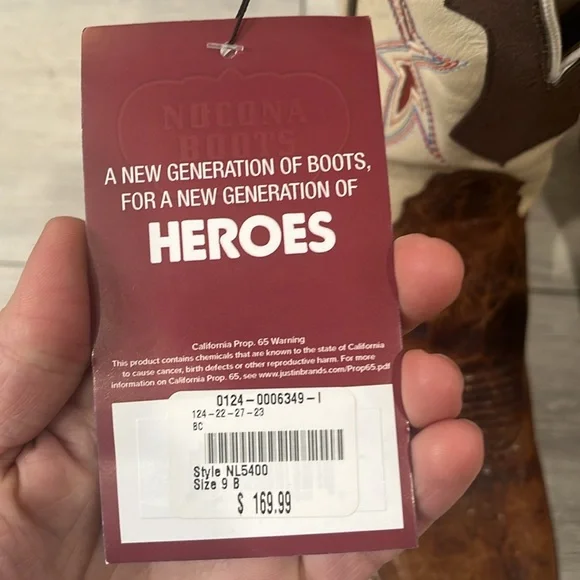 NOCONA
BOOTS
A NEW GENERATION OF BOOTS,
FOR A NEW GENERATION OF
HEROES
California Prop. 65 Warning
This product contains chemicals that are known to the state of California
to cause cancer, birth defects or other reproductive harm. For more
information on California Prop. 65, see www.justinbrands.com/Prop65.pdf
0124-0006349-I
124-22-27-23
BC
Style NL5400
Size 9 B
$ 169.99